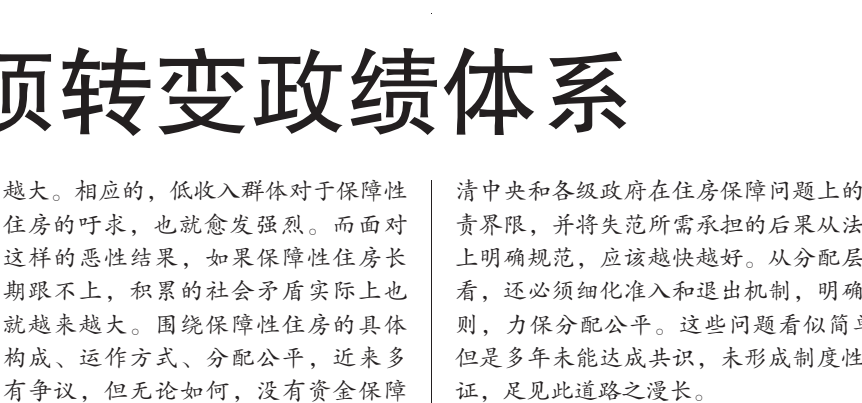 须转变政绩体系
越大。相应的，低收入群体对于保障性
住房的吁求，也就愈发强烈。而面对
这样的恶性结果，如果保障性住房长
期跟不上，积累的社会矛盾实际上也
就越来越大。围绕保障性住房的具体
构成、运作方式、分配公平，近来多
有争议，但无论如何，没有资金保障
清中央和各级政府在住房保障问题上的
责界限，并将失范所需承担的后果从法
上明确规范，应该越快越好。从分配层
看，还必须细化准入和退出机制，明确
则，力保分配公平。这些问题看似简单
但是多年未能达成共识，未形成制度性
证，足见此道路之漫长。